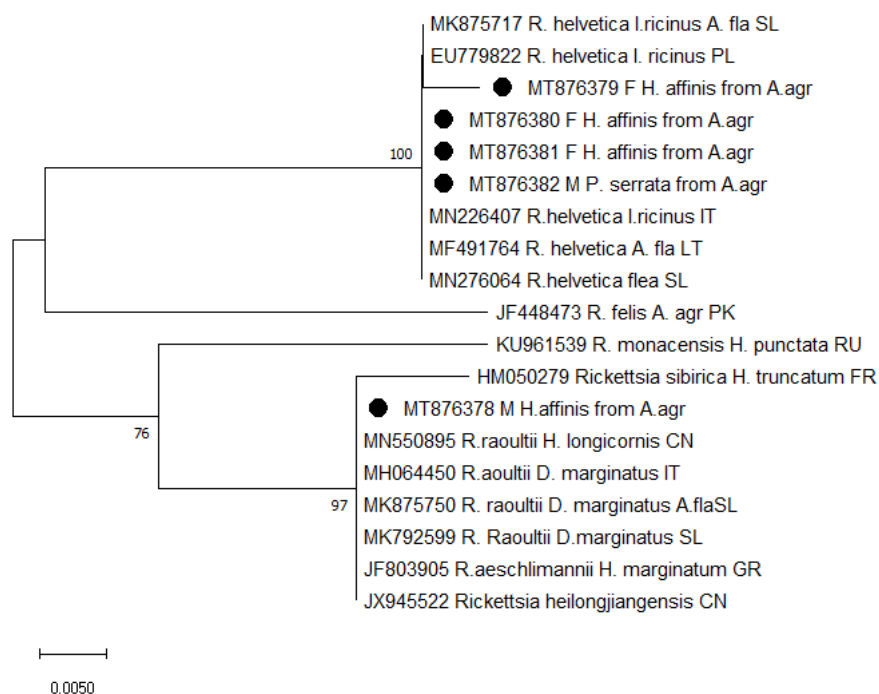 MK875717 R. helvetica I.ricinus A. fla SL
EU779822 R. helvetica I. ricinus PL
MT876379 F H. affinis from A.agr
MT876380 F H. affinis from A.agr
100
MT876381 F H. affinis from A.agr
MT876382 M P. serrata from A.agr
MN226407 R.helvetica I.ricinus IT
MF491764 R. helvetica A. fla LT
MN276064 R.helvetica flea SL
JF448473 R. felis A. agr PK
KU961539 R. monacensis H. punctata RU
HM050279 Rickettsia sibirica H. truncatum FR
MT876378 M H.affinis from A.agr
76
MN550895 R.raoultii H. longicornis CN
MH064450 R.aoultii D. marginatus IT
97
MK875750 R. raoultii D. marginatus A.flaSL
MK792599 R. Raoultii D.marginatus SL
JF803905 R.aeschlimannii H. marginatum GR
JX945522 Rickettsia heilongjiangensis CN
0.0050